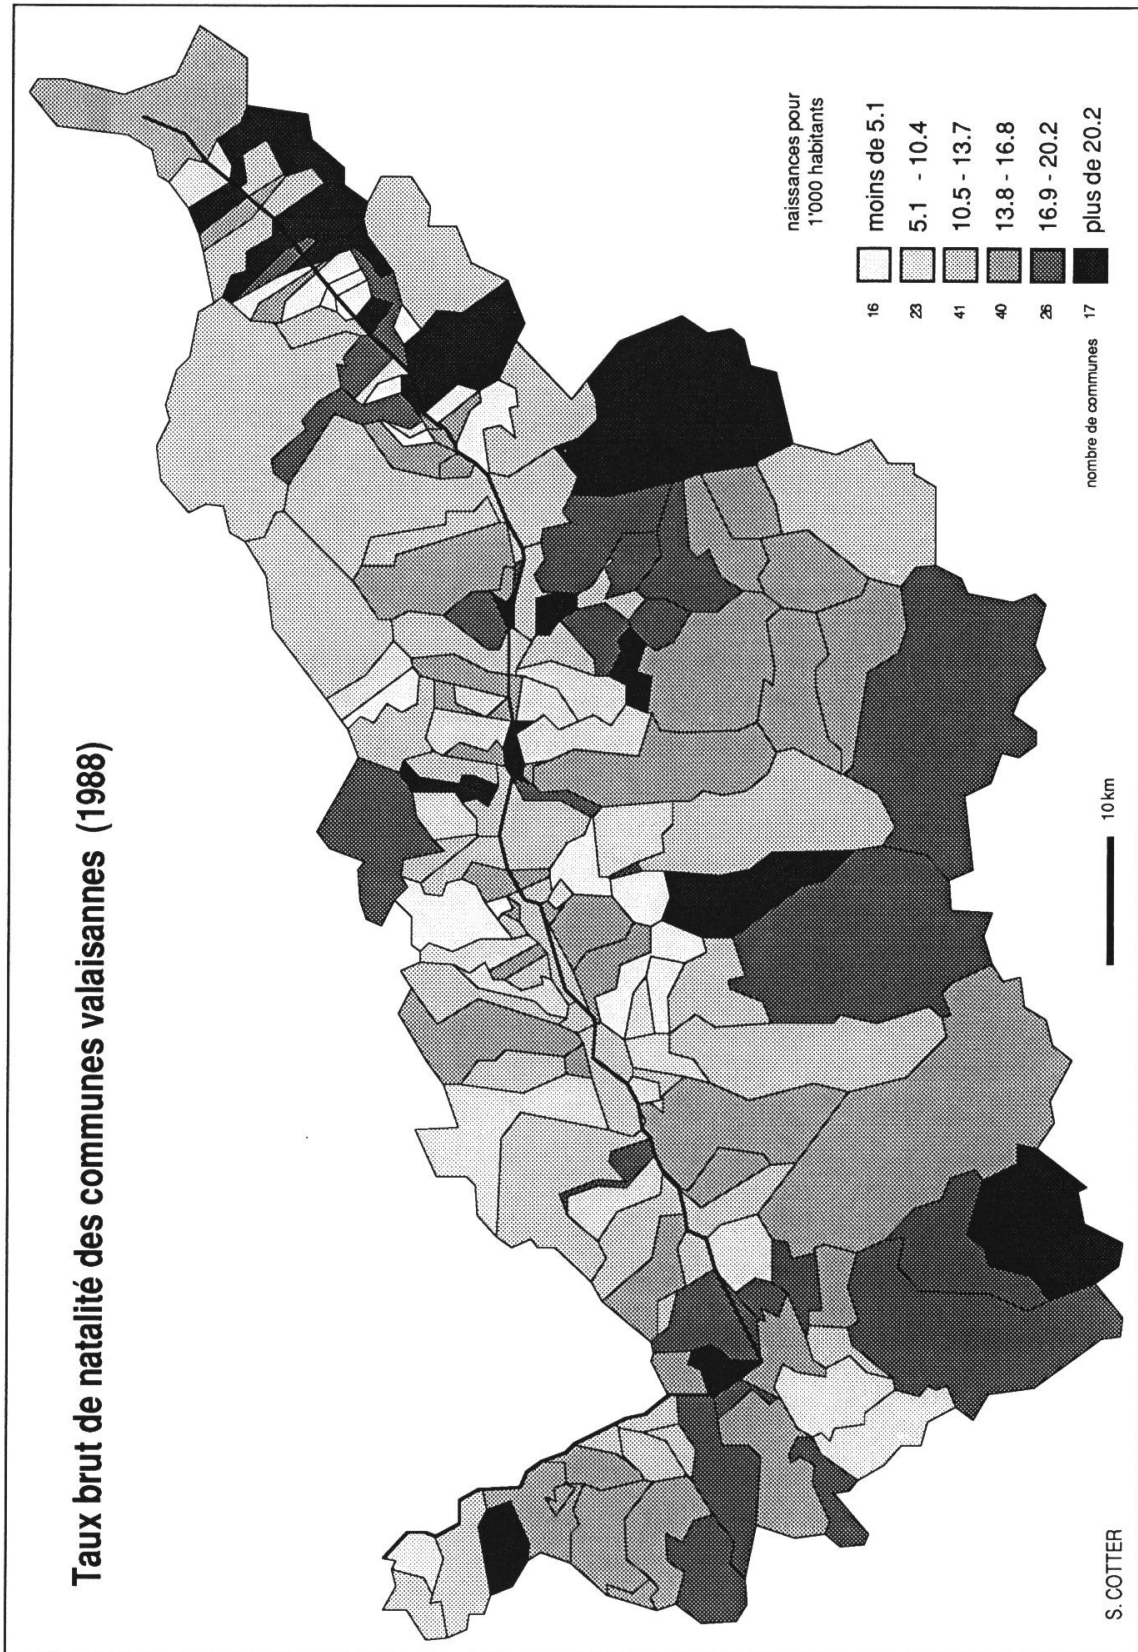 Taux brut de natalité des communes valaisannes (1988)
naissances pour
1'000 habitants
16 moins de 5.1
23 5.1 - 10.4
41 10.5 - 13.7
40 13.8 - 16.8
26 16.9 - 20.2
nombre de communes 17 plus de 20.2
10 km
S. COTTER